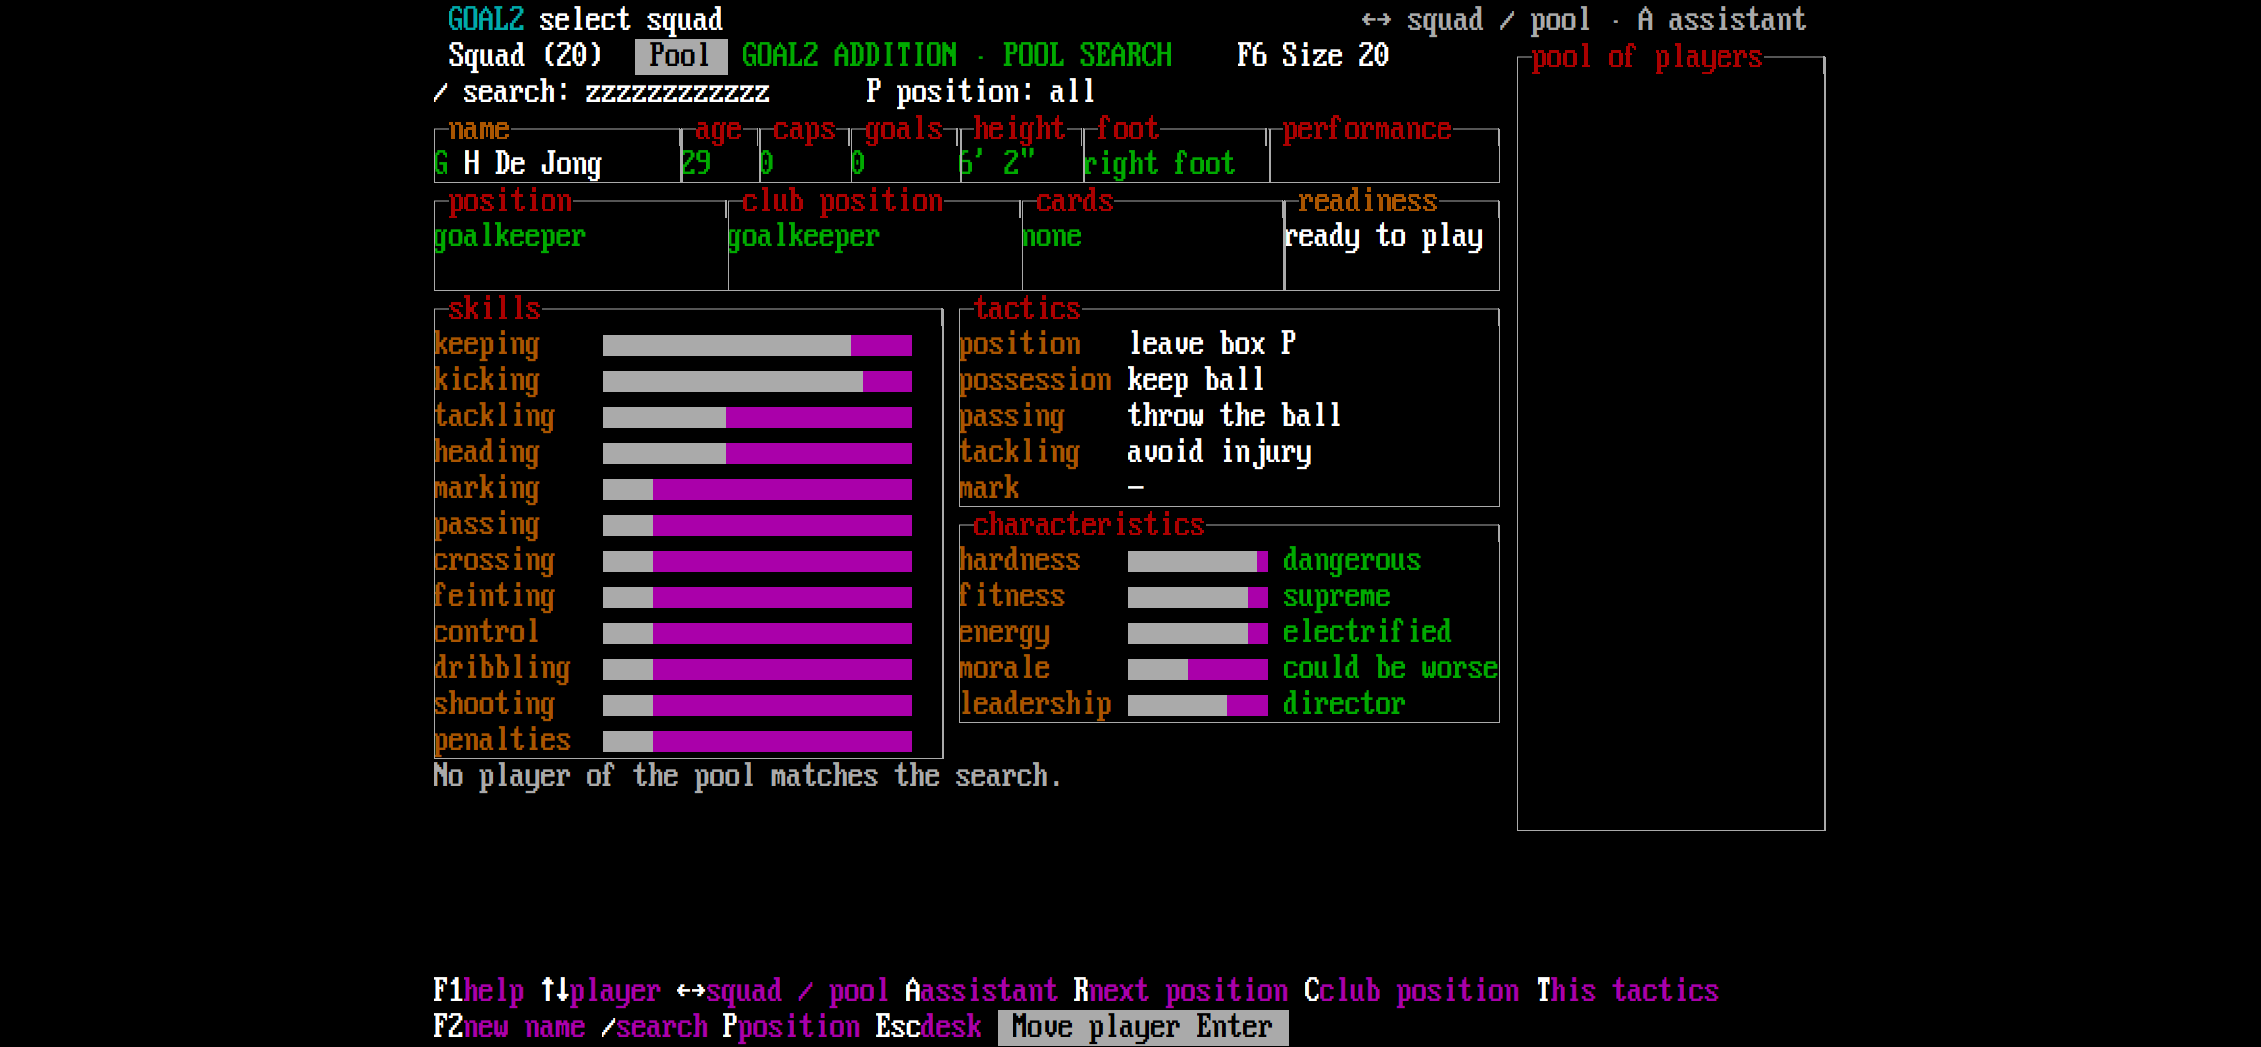 GOAL2 select squad ↔ squad / pool · A assistant
Squad (20) Pool GOAL2 ADDITION · POOL SEARCH F6 Size 20
pool of players
/ search: zzzzzzzzzzzz P position: all
name age caps goals height foot performance
G H De Jong 29 0 0 6' 2" right foot
position club position cards readiness
goalkeeper goalkeeper none ready to play
skills tactics
keeping position leave box P
kicking possession keep ball
tackling passing throw the ball
heading tackling avoid injury
marking mark –
passing characteristics
crossing hardness dangerous
feinting fitness supreme
control energy electrified
dribbling morale could be worse
shooting leadership director
penalties
No player of the pool matches the search.
F1help ↑↓player ↔squad / pool Aassistant Rnext position Cclub position This tactics
F2new name /search Pposition Escdesk Move player Enter